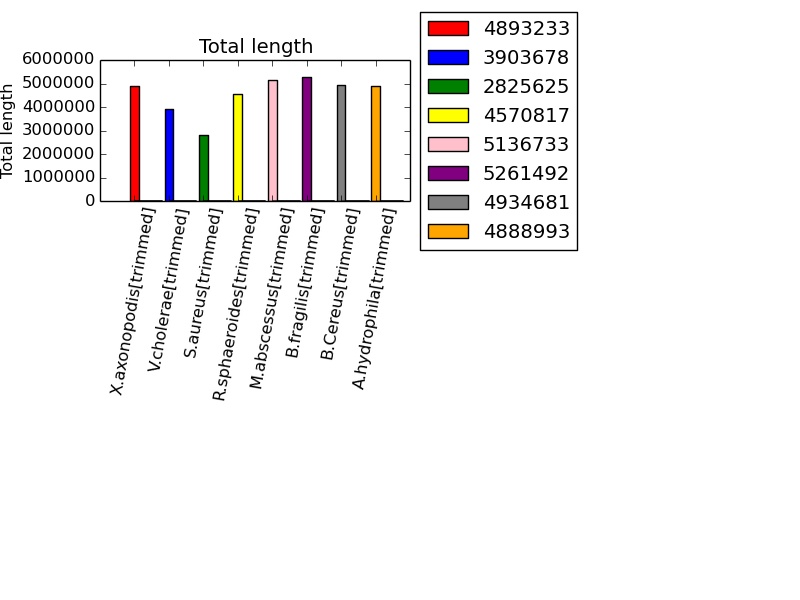 Total length
Total length
6000000
5000000
4000000
3000000
2000000
1000000
0
X.axonopodis[trimmed]
V.cholerae[trimmed]
S.aureus[trimmed]
R.sphaeroides[trimmed]
M.abscessus[trimmed]
B.fragilis[trimmed]
B.Cereus[trimmed]
A.hydrophila[trimmed]
4893233
3903678
2825625
4570817
5136733
5261492
4934681
4888993